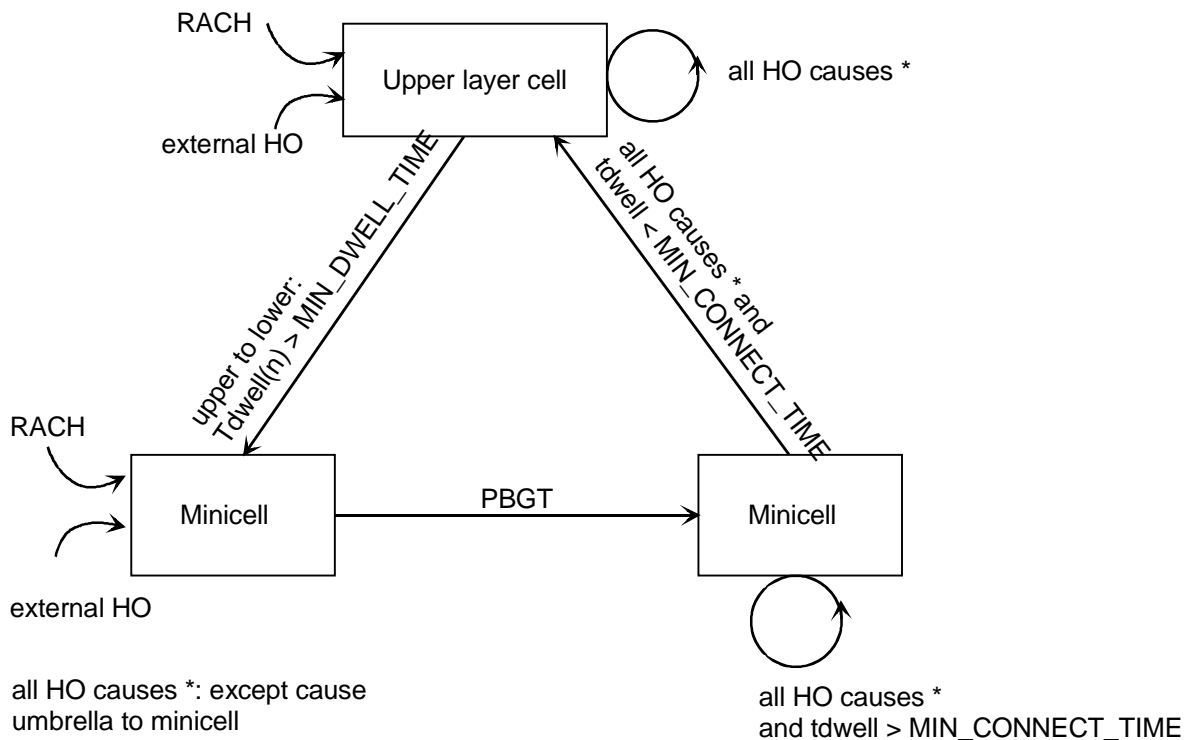 RACH
Upper layer cell
all HO causes *
external HO
all HO causes * and
tdwell < MIN_CONNECT_TIME
upper to lower:
Tdwell(n) > MIN_DWELL_TIME
RACH
Minicell
PBGT
Minicell
external HO
all HO causes *: except cause
umbrella to minicell
all HO causes *
and tdwell > MIN_CONNECT_TIME